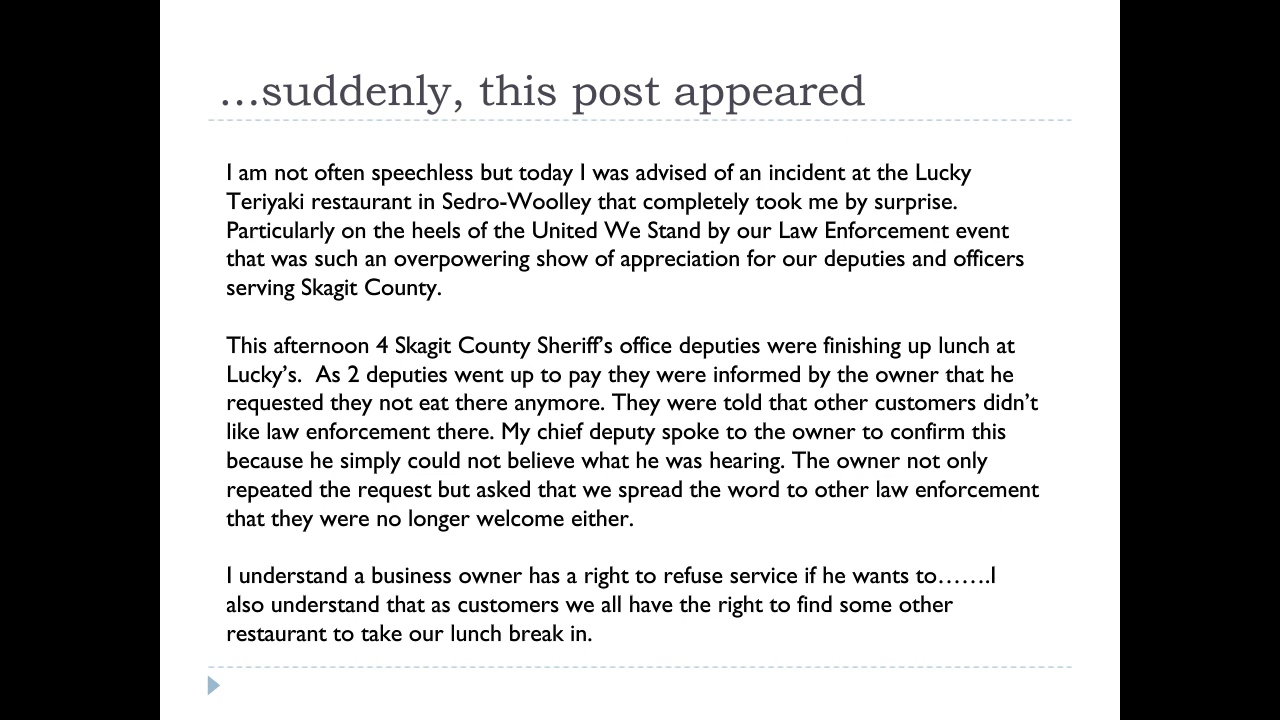 ...suddenly, this post appeared
I am not often speechless but today I was advised of an incident at the Lucky
Teriyaki restaurant in Sedro-Woolley that completely took me by surprise.
Particularly on the heels of the United We Stand by our Law Enforcement event
that was such an overpowering show of appreciation for our deputies and officers
serving Skagit County.
This afternoon 4 Skagit County Sheriff’s office deputies were finishing up lunch at
Lucky’s.  As 2 deputies went up to pay they were informed by the owner that he
requested they not eat there anymore. They were told that other customers didn’t
like law enforcement there. My chief deputy spoke to the owner to confirm this
because he simply could not believe what he was hearing. The owner not only
repeated the request but asked that we spread the word to other law enforcement
that they were no longer welcome either.
I understand a business owner has a right to refuse service if he wants to…….I
also understand that as customers we all have the right to find some other
restaurant to take our lunch break in.